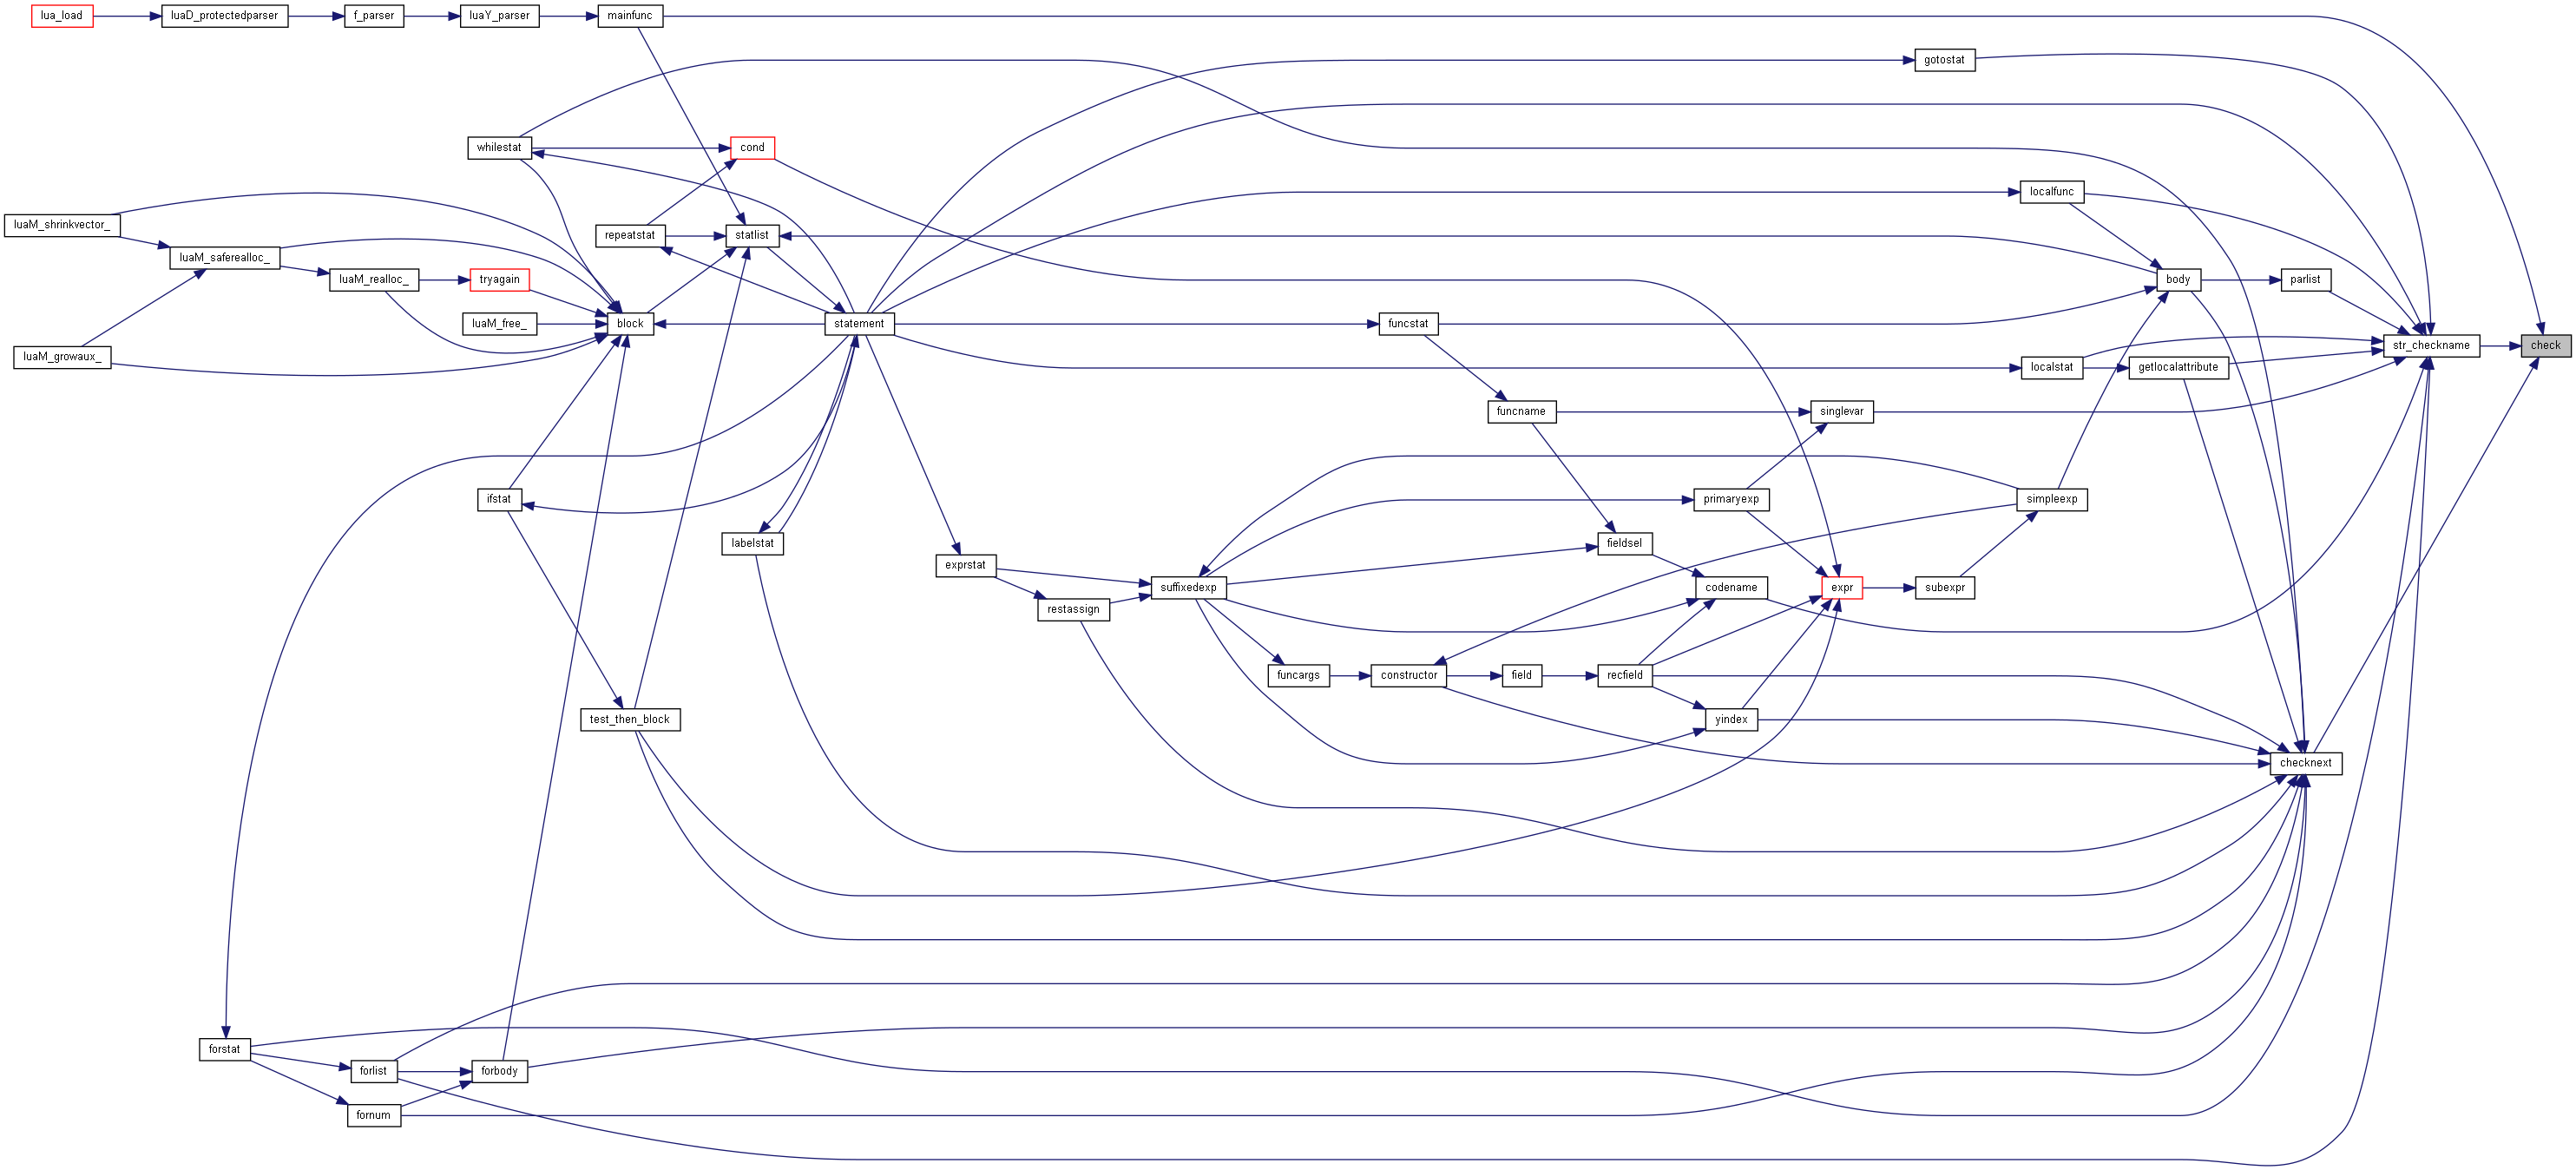 lua_load
luaD_protectedparser
f_parser
luaY_parser
mainfunc
gotostat
whilestat
cond
localfunc
luaM_shrinkvector_
repeatstat
statlist
luaM_saferealloc_
luaM_realloc_
tryagain
body
parlist
luaM_free_
block
statement
funcstat
luaM_growaux_
str_checkname
check
localstat
getlocalattribute
funcname
singlevar
ifstat
primaryexp
simpleexp
labelstat
fieldsel
exprstat
suffixedexp
codename
expr
subexpr
restassign
funcargs
constructor
field
recfield
test_then_block
yindex
checknext
forstat
forlist
forbody
fornum